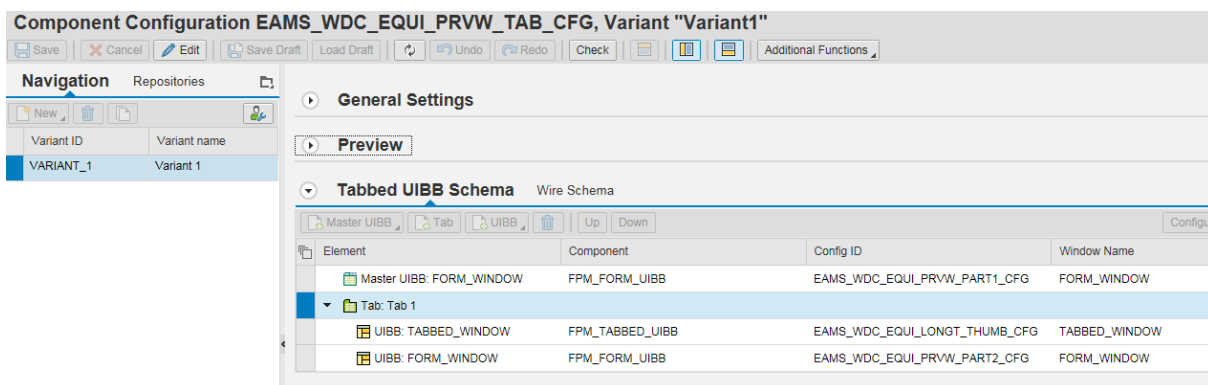 Component Configuration EAMS_WDC_EQUI_PRVW_TAB_CFG, Variant "Variant1"
Save Cancel Edit Save Draft Load Draft Undo Redo Check Additional Functions
Navigation Repositories
New
Variant ID Variant name
VARIANT_1 Variant 1
General Settings
Preview
Tabbed UIBB Schema Wire Schema
Master UIBB Tab UIBB Up Down Configu
Element Component Config ID Window Name
Master UIBB: FORM_WINDOW FPM_FORM_UIBB EAMS_WDC_EQUI_PRVW_PART1_CFG FORM_WINDOW
Tab: Tab 1
UIBB: TABBED_WINDOW FPM_TABBED_UIBB EAMS_WDC_EQUI_LONGT_THUMB_CFG TABBED_WINDOW
UIBB: FORM_WINDOW FPM_FORM_UIBB EAMS_WDC_EQUI_PRVW_PART2_CFG FORM_WINDOW